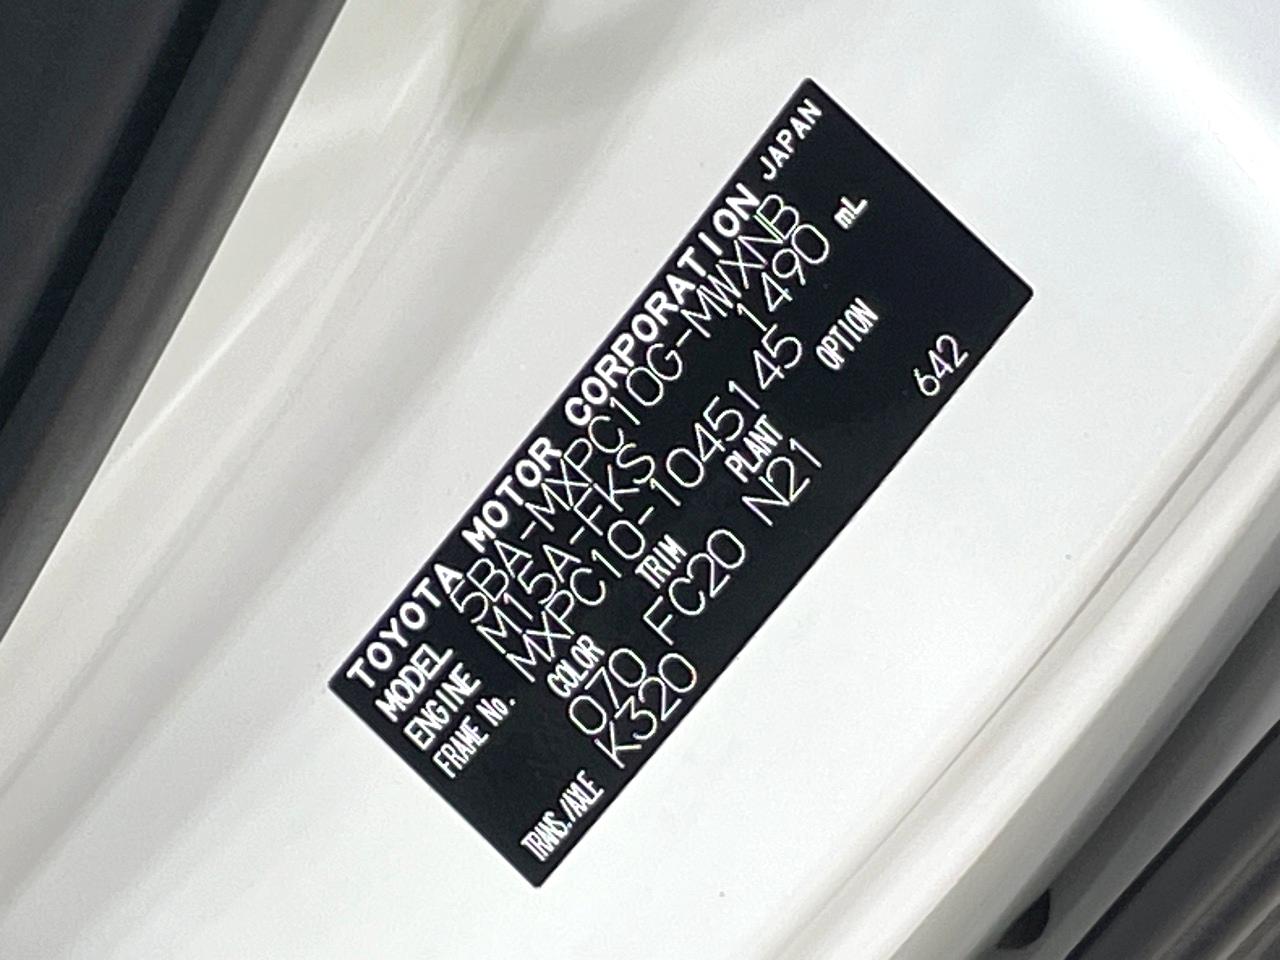 TOYOTA MOTOR CORPORATION JAPAN
MODEL 5BA-MXPC10G-MWXNB
ENGINE M15A-FKS 1490 mL
FRAME No. MXPC10-1045145
COLOR TRIM PLANT OPTION
070 FC20 N21
TRANS./AXLE K320 642